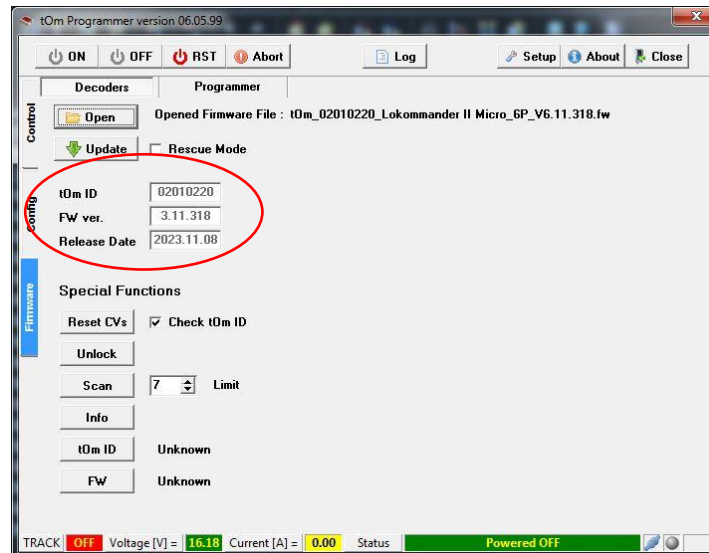 tOm Programmer version 06.05.99
ON OFF RST Abort Log Setup About Close
Decoders Programmer
Control
Config
Firmware
Open Opened Firmware File : tOm_02010220_Lokommander II Micro_6P_V6.11.318.fw
Update Rescue Mode
tOm ID 02010220
FW ver. 3.11.318
Release Date 2023.11.08
Special Functions
Reset CVs Check tOm ID
Unlock
Scan 7 Limit
Info
tOm ID Unknown
FW Unknown
TRACK OFF Voltage [V] = 16.18 Current [A] = 0.00 Status Powered OFF